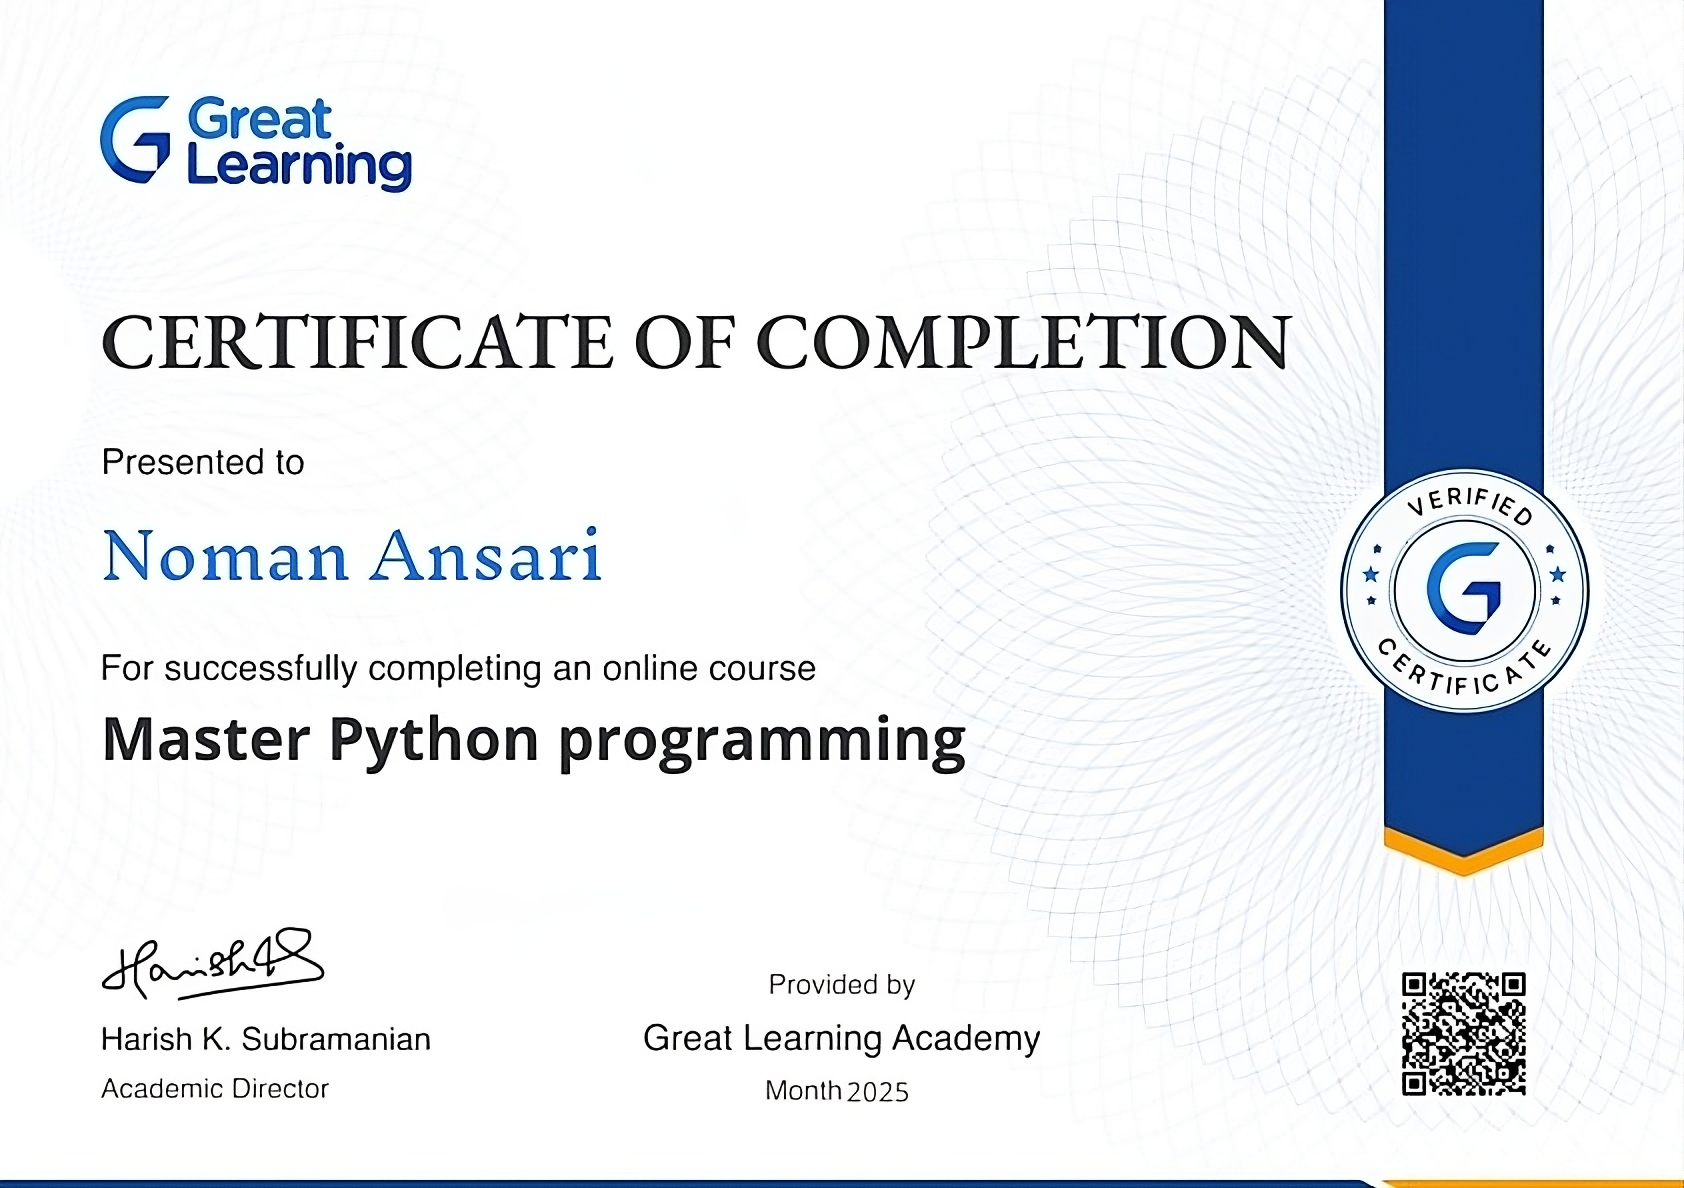 Great
Learning
CERTIFICATE OF COMPLETION
Presented to
Noman Ansari
For successfully completing an online course
Master Python programming
VERIFIED
CERTIFICATE
Harish K. Subramanian
Academic Director
Provided by
Great Learning Academy
Month 2025